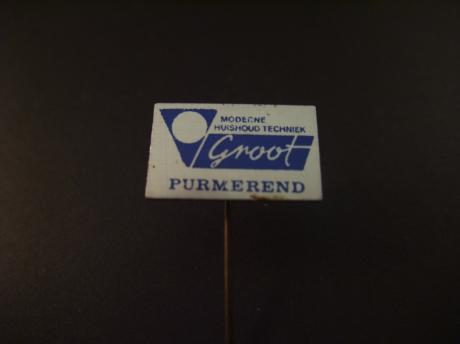 MODERNE
HUISHOUD TECHNIEK
Groot
PURMEREND